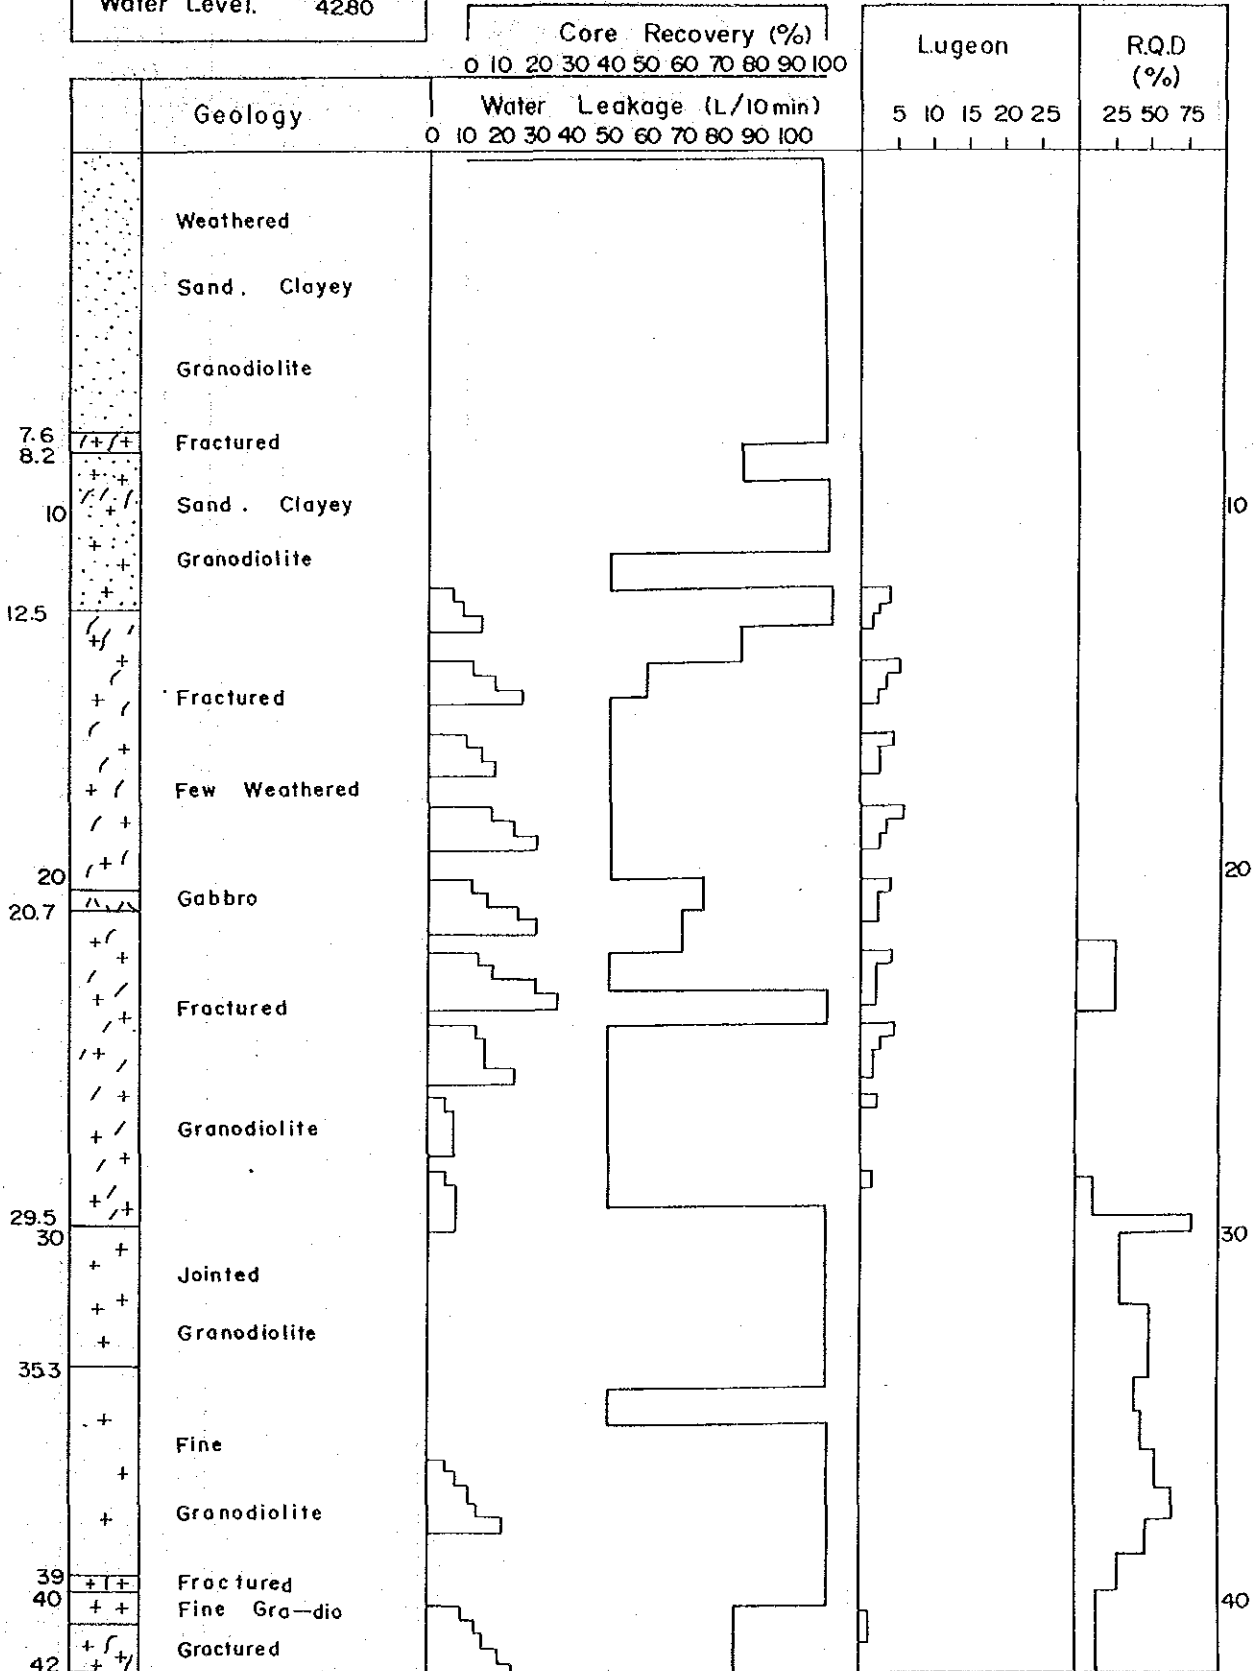 Water Level. 4280
Core Recovery (%)
0 10 20 30 40 50 60 70 80 90 100
Lugeon
R.Q.D
(%)
Geology
Water Leakage (L/10min)
0 10 20 30 40 50 60 70 80 90 100
5 10 15 20 25
25 50 75
Weathered
Sand. Clayey
Granodiolite
7.6
Fractured
8.2
10
Sand. Clayey
10
Granodiolite
12.5
Fractured
Few Weathered
20
20
Gabbro
20.7
Fractured
Granodiolite
29.5
30
30
Jointed
Granodiolite
353
Fine
Granodiolite
39
Fractured
40
Fine Gra-dio
40
Gractured
42